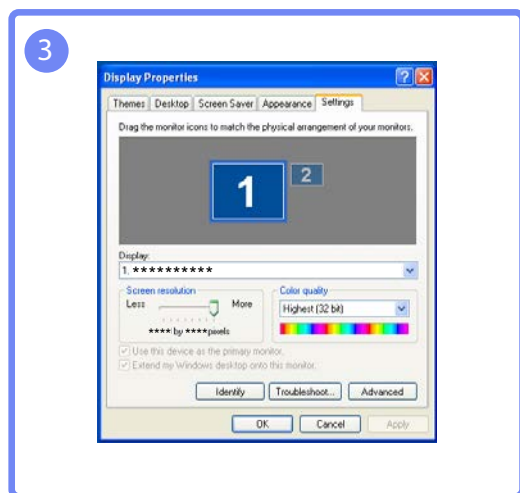 3
Display Properties
Themes Desktop Screen Saver Appearance Settings
Drag the monitor icons to match the physical arrangement of your monitors.
1 2
Display:
1. **********
Screen resolution Color quality
Less More Highest (32 bit)
**** by **** pixels
Use this device as the primary monitor.
Extend my Windows desktop onto this monitor.
Identify Troubleshoot... Advanced
OK Cancel Apply